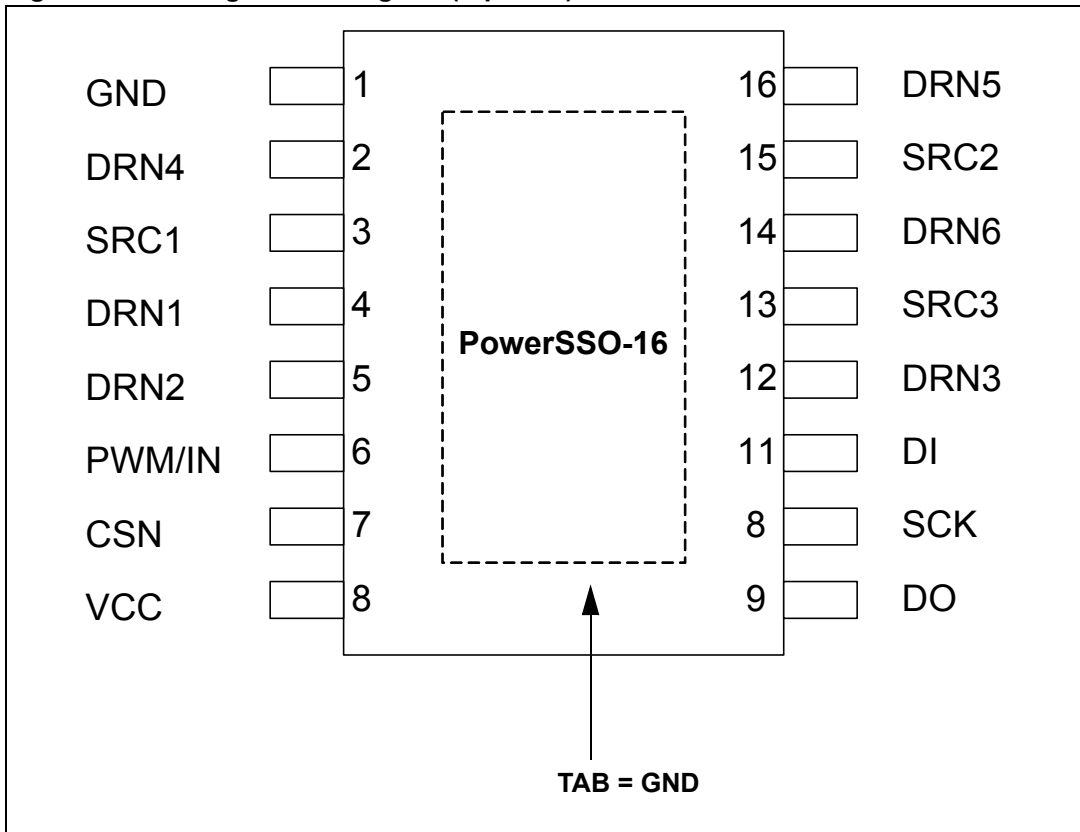 GND 1 16 DRN5
DRN4 2 15 SRC2
SRC1 3 14 DRN6
DRN1 4 13 SRC3
PowerSSO-16
DRN2 5 12 DRN3
PWM/IN 6 11 DI
CSN 7 8 SCK
VCC 8 9 DO
TAB = GND